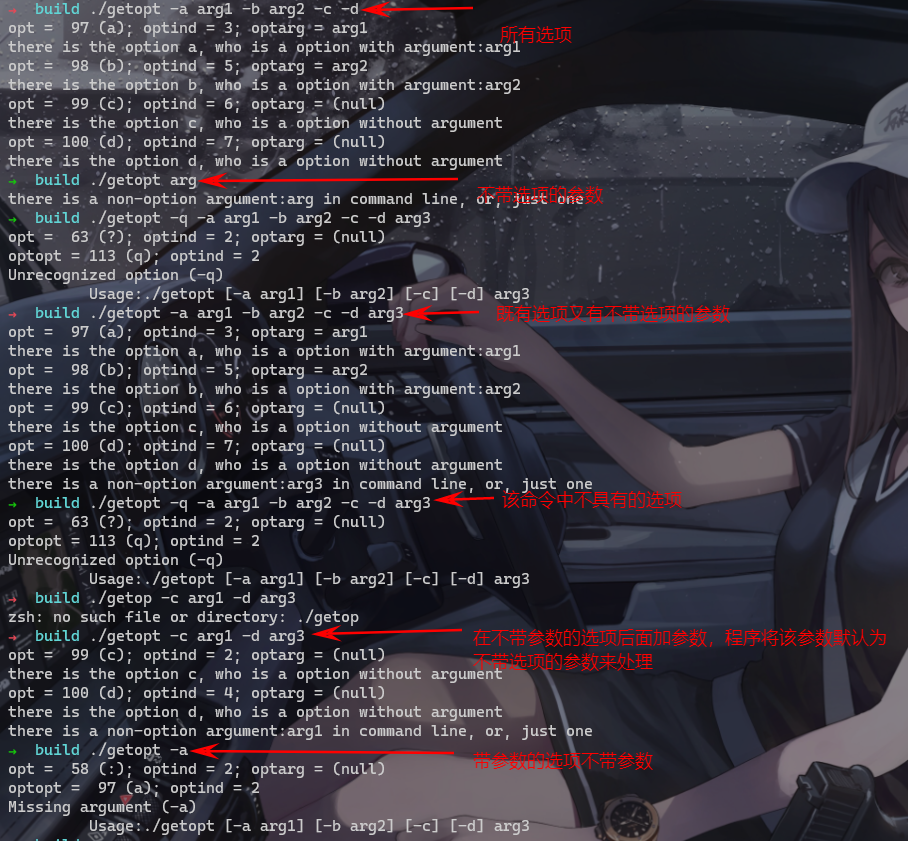 → build ./getopt -a arg1 -b arg2 -c -d
opt =  97 (a); optind = 3; optarg = arg1
所有选项
there is the option a, who is a option with argument:arg1
opt =  98 (b); optind = 5; optarg = arg2
there is the option b, who is a option with argument:arg2
opt =  99 (c); optind = 6; optarg = (null)
there is the option c, who is a option without argument
opt = 100 (d); optind = 7; optarg = (null)
there is the option d, who is a option without argument
→ build ./getopt arg
不带选项的参数
there is a non-option argument:arg in command line, or, just one
→ build ./getopt -q -a arg1 -b arg2 -c -d arg3
opt =  63 (?); optind = 2; optarg = (null)
optopt = 113 (q); optind = 2
Unrecognized option (-q)
Usage:./getopt [-a arg1] [-b arg2] [-c] [-d] arg3
→ build ./getopt -a arg1 -b arg2 -c -d arg3
既有选项又有不带选项的参数
opt =  97 (a); optind = 3; optarg = arg1
there is the option a, who is a option with argument:arg1
opt =  98 (b); optind = 5; optarg = arg2
there is the option b, who is a option with argument:arg2
opt =  99 (c); optind = 6; optarg = (null)
there is the option c, who is a option without argument
opt = 100 (d); optind = 7; optarg = (null)
there is the option d, who is a option without argument
there is a non-option argument:arg3 in command line, or, just one
→ build ./getopt -q -a arg1 -b arg2 -c -d arg3
该命令中不具有的选项
opt =  63 (?); optind = 2; optarg = (null)
optopt = 113 (q); optind = 2
Unrecognized option (-q)
Usage:./getopt [-a arg1] [-b arg2] [-c] [-d] arg3
→ build ./getop -c arg1 -d arg3
zsh: no such file or directory: ./getop
→ build ./getopt -c arg1 -d arg3
在不带参数的选项后面加参数，程序将该参数默认为
不带选项的参数来处理
opt =  99 (c); optind = 2; optarg = (null)
there is the option c, who is a option without argument
opt = 100 (d); optind = 4; optarg = (null)
there is the option d, who is a option without argument
there is a non-option argument:arg1 in command line, or, just one
→ build ./getopt -a
带参数的选项不带参数
opt =  58 (:); optind = 2; optarg = (null)
optopt =  97 (a); optind = 2
Missing argument (-a)
Usage:./getopt [-a arg1] [-b arg2] [-c] [-d] arg3